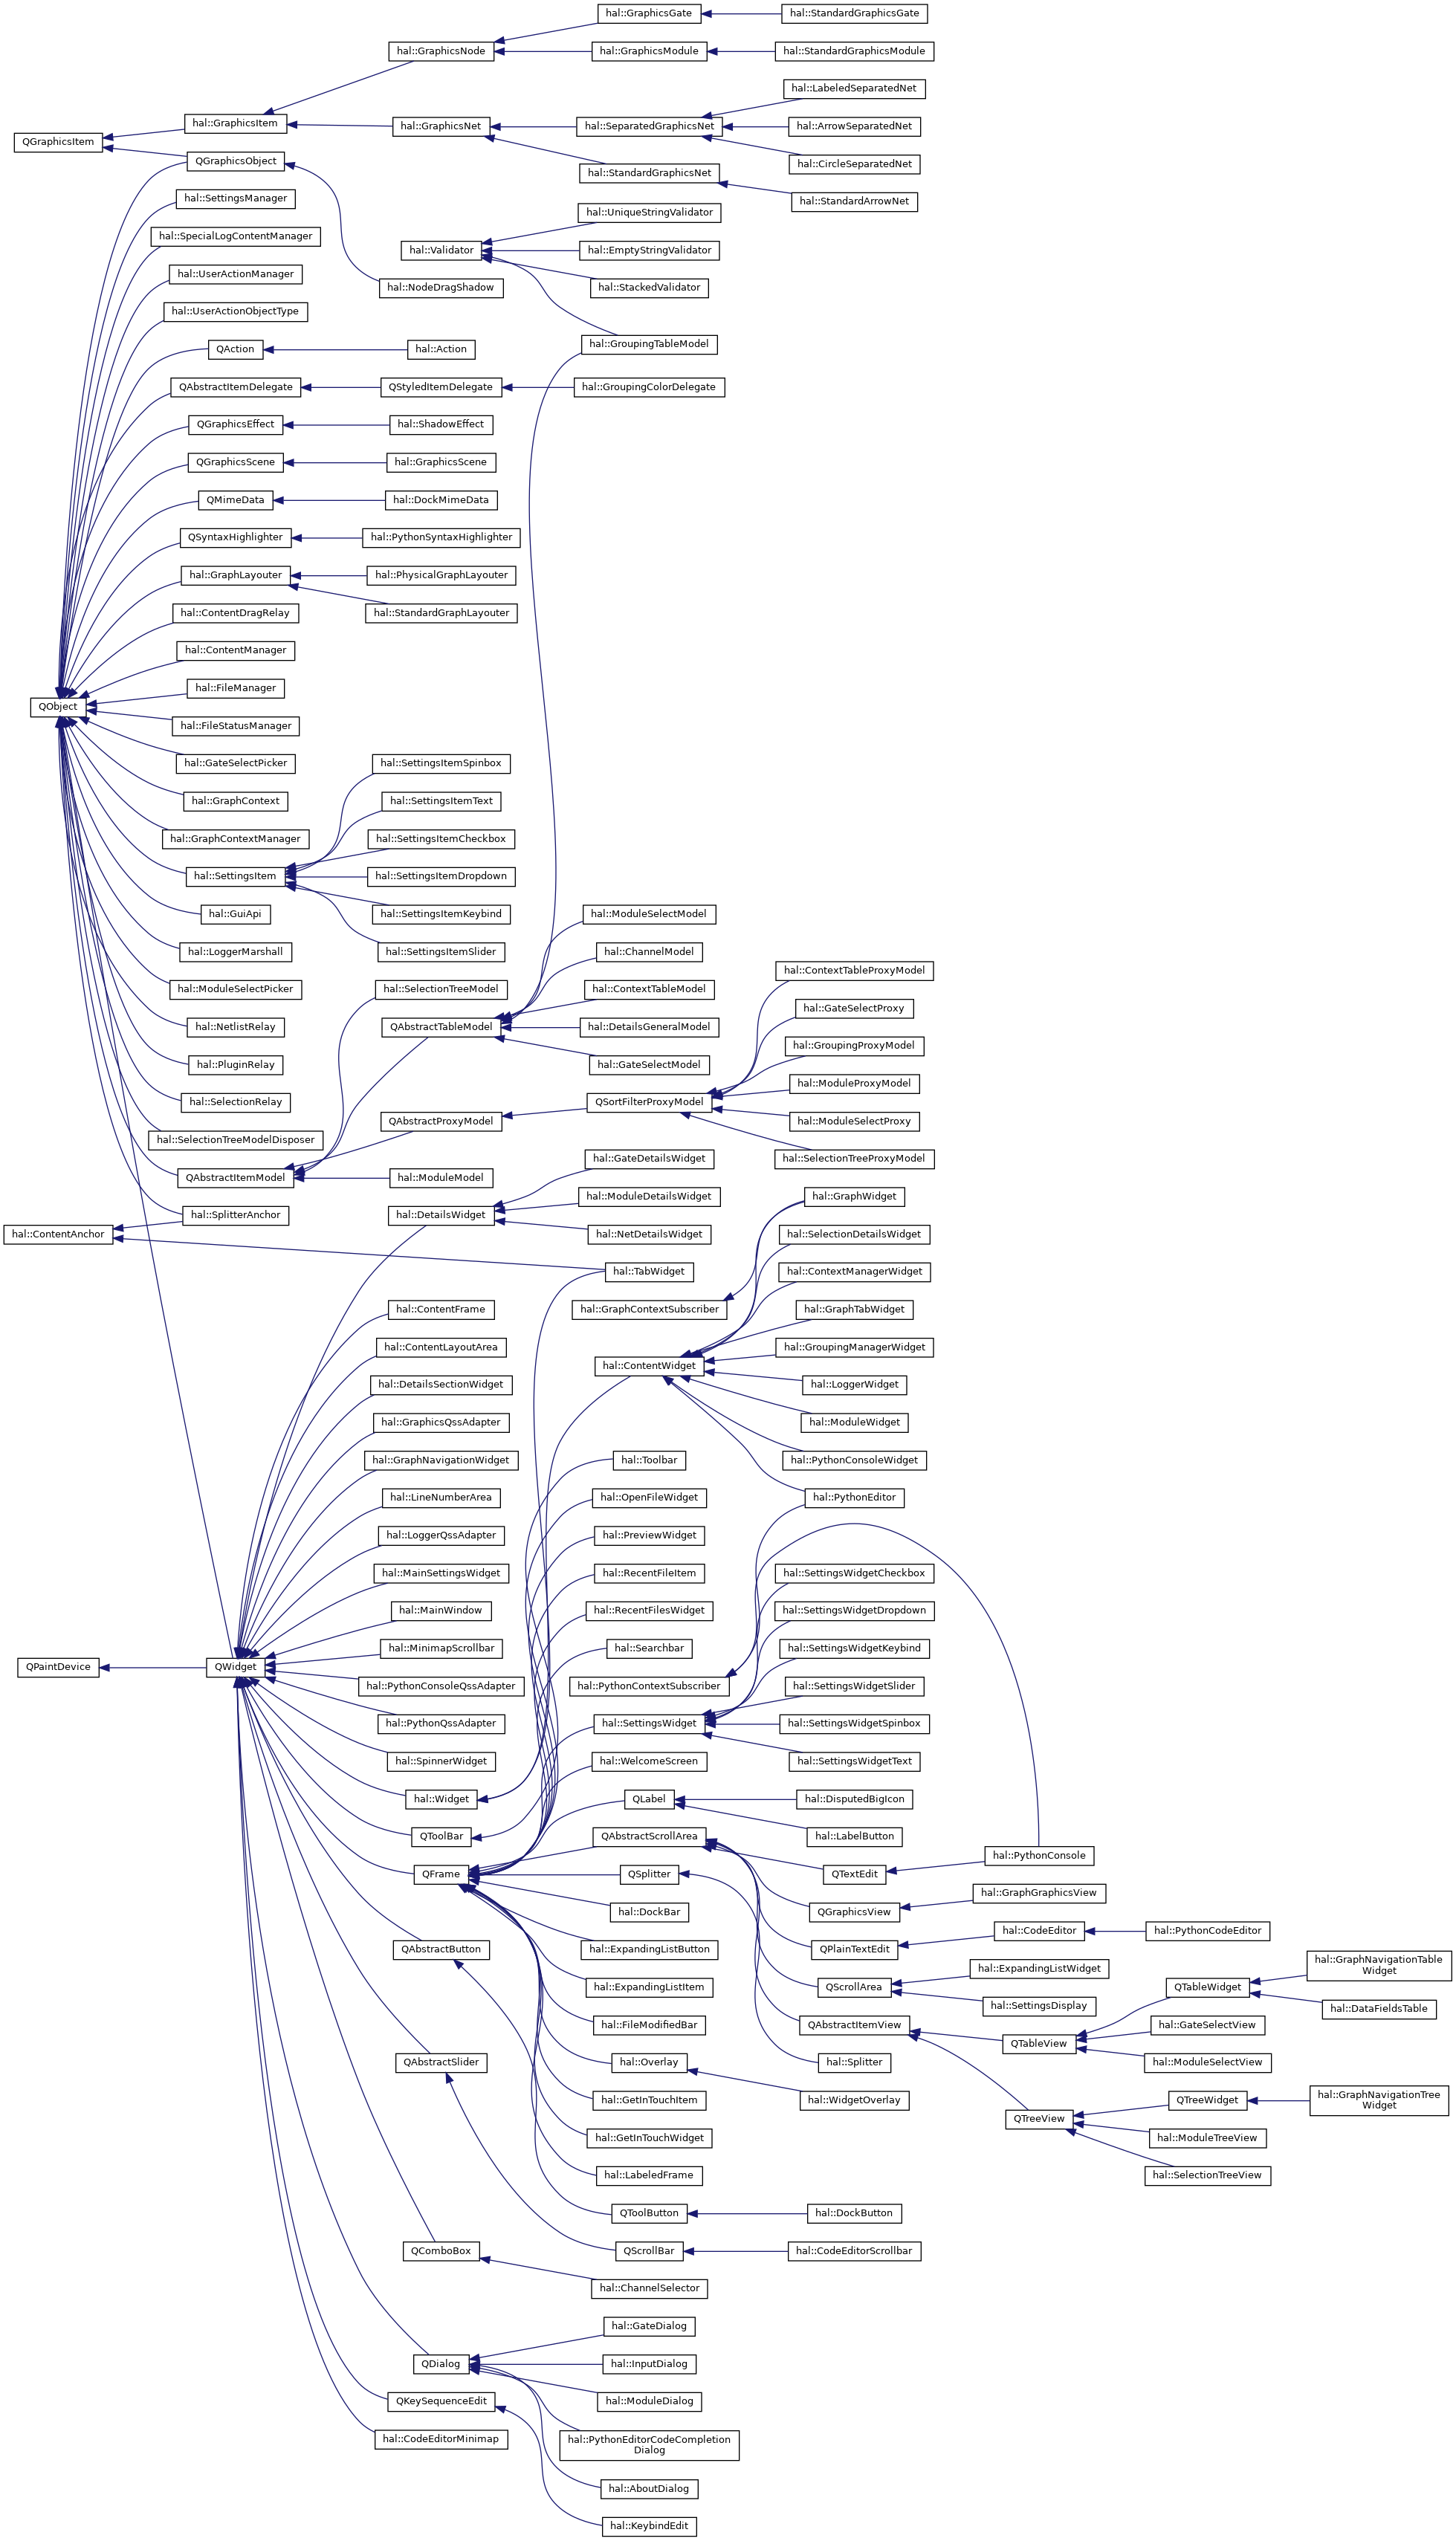 hal::GraphicsGate
hal::StandardGraphicsGate
hal::GraphicsNode
hal::GraphicsModule
hal::StandardGraphicsModule
hal::LabeledSeparatedNet
hal::GraphicsItem
hal::GraphicsNet
hal::SeparatedGraphicsNet
hal::ArrowSeparatedNet
QGraphicsItem
QGraphicsObject
hal::CircleSeparatedNet
hal::StandardGraphicsNet
hal::SettingsManager
hal::StandardArrowNet
hal::UniqueStringValidator
hal::SpecialLogContentManager
hal::Validator
hal::EmptyStringValidator
hal::UserActionManager
hal::NodeDragShadow
hal::StackedValidator
hal::UserActionObjectType
hal::GroupingTableModel
QAction
hal::Action
QAbstractItemDelegate
QStyledItemDelegate
hal::GroupingColorDelegate
QGraphicsEffect
hal::ShadowEffect
QGraphicsScene
hal::GraphicsScene
QMimeData
hal::DockMimeData
QSyntaxHighlighter
hal::PythonSyntaxHighlighter
hal::GraphLayouter
hal::PhysicalGraphLayouter
hal::ContentDragRelay
hal::StandardGraphLayouter
hal::ContentManager
hal::FileManager
QObject
hal::FileStatusManager
hal::GateSelectPicker
hal::SettingsItemSpinbox
hal::GraphContext
hal::SettingsItemText
hal::GraphContextManager
hal::SettingsItemCheckbox
hal::SettingsItem
hal::SettingsItemDropdown
hal::GuiApi
hal::SettingsItemKeybind
hal::ModuleSelectModel
hal::LoggerMarshall
hal::SettingsItemSlider
hal::ChannelModel
hal::ContextTableProxyModel
hal::ModuleSelectPicker
hal::SelectionTreeModel
hal::ContextTableModel
hal::GateSelectProxy
hal::NetlistRelay
QAbstractTableModel
hal::DetailsGeneralModel
hal::GroupingProxyModel
hal::PluginRelay
hal::GateSelectModel
hal::ModuleProxyModel
hal::SelectionRelay
QSortFilterProxyModel
QAbstractProxyModel
hal::ModuleSelectProxy
hal::SelectionTreeModelDisposer
hal::GateDetailsWidget
hal::SelectionTreeProxyModel
QAbstractItemModel
hal::ModuleModel
hal::ModuleDetailsWidget
hal::GraphWidget
hal::SplitterAnchor
hal::DetailsWidget
hal::ContentAnchor
hal::NetDetailsWidget
hal::SelectionDetailsWidget
hal::TabWidget
hal::ContextManagerWidget
hal::ContentFrame
hal::GraphContextSubscriber
hal::GraphTabWidget
hal::ContentLayoutArea
hal::GroupingManagerWidget
hal::ContentWidget
hal::DetailsSectionWidget
hal::LoggerWidget
hal::GraphicsQssAdapter
hal::ModuleWidget
hal::GraphNavigationWidget
hal::Toolbar
hal::PythonConsoleWidget
hal::LineNumberArea
hal::OpenFileWidget
hal::PythonEditor
hal::LoggerQssAdapter
hal::PreviewWidget
hal::MainSettingsWidget
hal::RecentFileItem
hal::SettingsWidgetCheckbox
hal::MainWindow
hal::RecentFilesWidget
hal::SettingsWidgetDropdown
hal::MinimapScrollbar
hal::Searchbar
hal::SettingsWidgetKeybind
QPaintDevice
QWidget
hal::PythonConsoleQssAdapter
hal::PythonContextSubscriber
hal::SettingsWidgetSlider
hal::PythonQssAdapter
hal::SettingsWidget
hal::SettingsWidgetSpinbox
hal::SpinnerWidget
hal::WelcomeScreen
hal::SettingsWidgetText
hal::Widget
QLabel
hal::DisputedBigIcon
QToolBar
QAbstractScrollArea
hal::LabelButton
hal::PythonConsole
QFrame
QSplitter
QTextEdit
hal::GraphGraphicsView
hal::DockBar
QGraphicsView
hal::CodeEditor
hal::PythonCodeEditor
QAbstractButton
hal::ExpandingListButton
QPlainTextEdit
hal::ExpandingListWidget
hal::GraphNavigationTable
Widget
hal::ExpandingListItem
QScrollArea
QTableWidget
hal::SettingsDisplay
hal::DataFieldsTable
hal::FileModifiedBar
QAbstractItemView
hal::GateSelectView
QTableView
QAbstractSlider
hal::Overlay
hal::Splitter
hal::ModuleSelectView
hal::GetInTouchItem
hal::WidgetOverlay
QTreeWidget
hal::GraphNavigationTree
Widget
QTreeView
hal::GetInTouchWidget
hal::ModuleTreeView
hal::LabeledFrame
hal::SelectionTreeView
QToolButton
hal::DockButton
QComboBox
QScrollBar
hal::CodeEditorScrollbar
hal::ChannelSelector
hal::GateDialog
QDialog
hal::InputDialog
QKeySequenceEdit
hal::ModuleDialog
hal::CodeEditorMinimap
hal::PythonEditorCodeCompletion
Dialog
hal::AboutDialog
hal::KeybindEdit